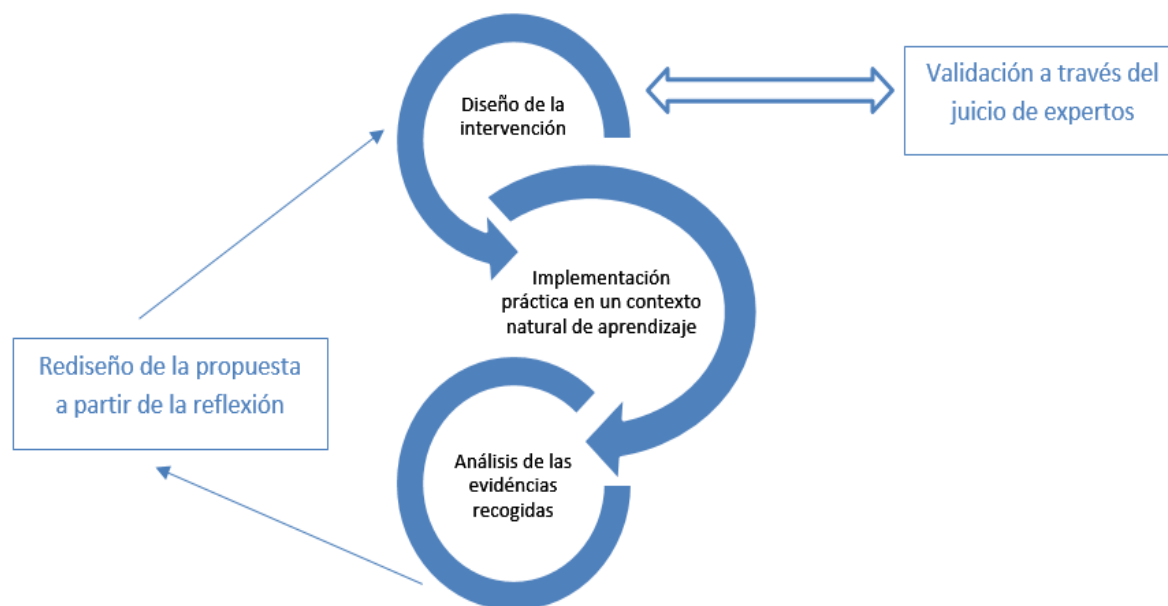 Diseño de la
intervención
Validación a través del
juicio de expertos
Implementación
práctica en un contexto
natural de aprendizaje
Rediseño de la propuesta
a partir de la reflexión
Análisis de las
evidéncias
recogidas